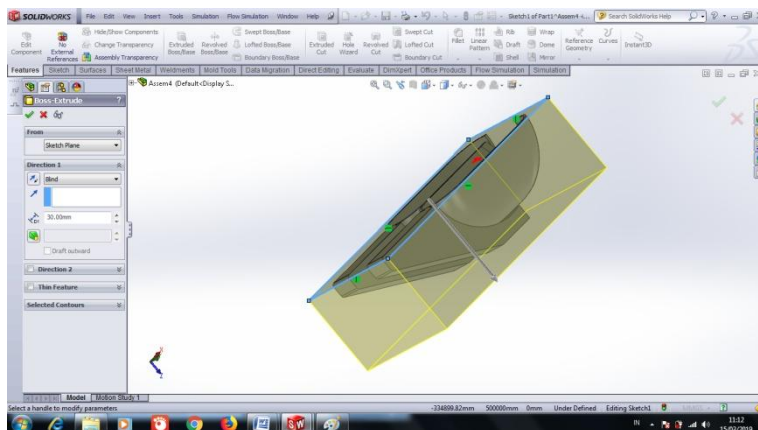 SOLIDWORKS File Edit View Insert Tools Simulation Flow Simulation Window Help Sketch1 of Part1^Assem4 -... Search SolidWorks Help
Edit Component No External References Hide/Show Components Change Transparency Assembly Transparency Extruded Boss/Base Revolved Boss/Base Swept Boss/Base Lofted Boss/Base Boundary Boss/Base Extruded Cut Hole Wizard Revolved Cut Swept Cut Lofted Cut Boundary Cut Fillet Linear Pattern Rib Draft Shell Wrap Dome Mirror Reference Geometry Curves Instant3D
Features Sketch Surfaces Sheet Metal Weldments Mold Tools Data Migration Direct Editing Evaluate DimXpert Office Products Flow Simulation Simulation
Assem4 (Default<Display S...
Boss-Extrude ?
From
Sketch Plane
Direction 1
Blind
30.00mm
Draft outward
Direction 2
Thin Feature
Selected Contours
Model Motion Study 1
Select a handle to modify parameters -334899.82mm 500000mm 0mm Under Defined Editing Sketch1
IN 11:12
15/02/2019